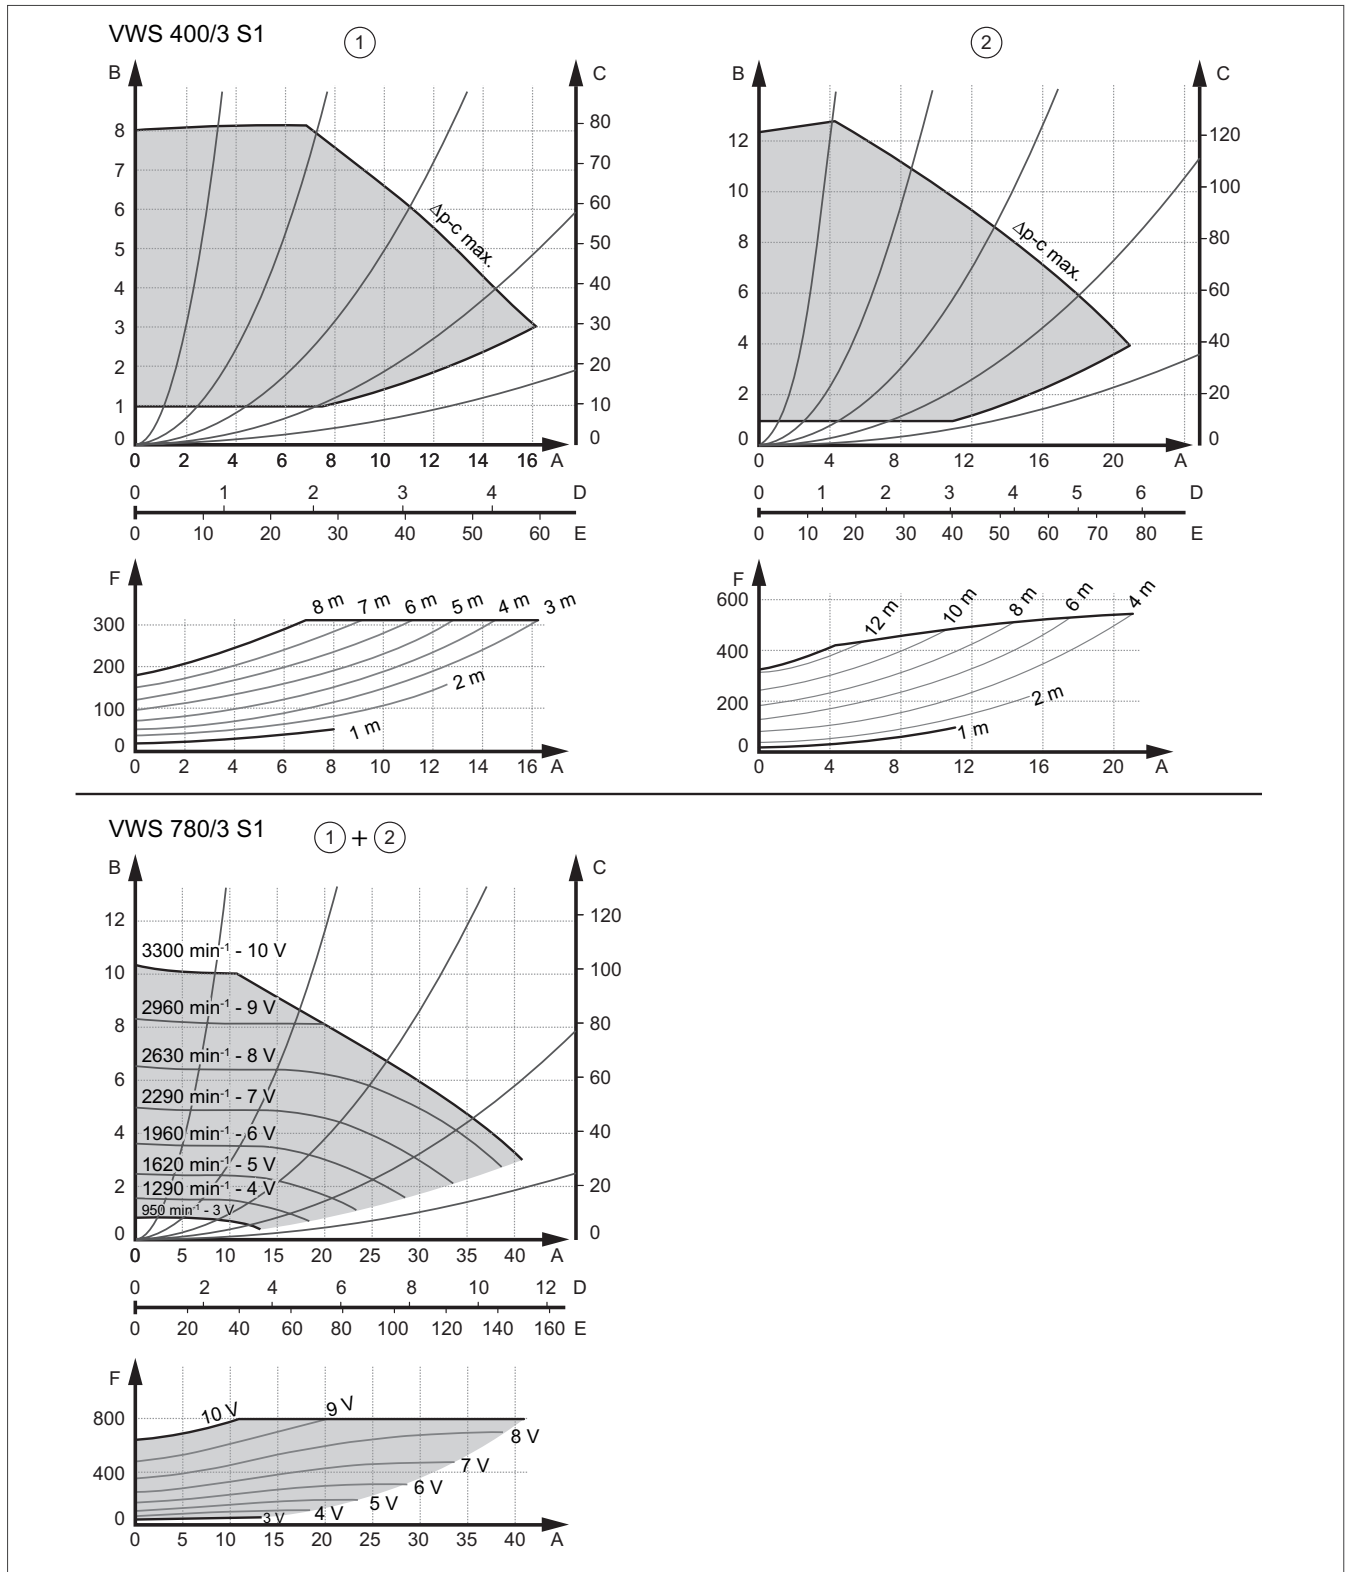 VWS 400/3 S1
1
2
B
C
8
7
6
5
4
3
2
1
0
80
70
60
50
40
30
20
10
0
Δp-c max.
0 2 4 6 8 10 12 14 16 A
0 1 2 3 4 D
0 10 20 30 40 50 60 E
B
C
12
10
8
6
4
2
0
120
100
80
60
40
20
0
Δp-c max.
0 4 8 12 16 20 A
0 1 2 3 4 5 6 D
0 10 20 30 40 50 60 70 80 E
F
300
200
100
0
8 m 7 m 6 m 5 m 4 m 3 m
2 m
1 m
0 2 4 6 8 10 12 14 16 A
F
600
400
200
0
12 m 10 m 8 m 6 m 4 m
2 m
1 m
0 4 8 12 16 20 A
VWS 780/3 S1
1 + 2
B
C
12
10
8
6
4
2
0
120
100
80
60
40
20
0
3300 min⁻¹ - 10 V
2960 min⁻¹ - 9 V
2630 min⁻¹ - 8 V
2290 min⁻¹ - 7 V
1960 min⁻¹ - 6 V
1620 min⁻¹ - 5 V
1290 min⁻¹ - 4 V
950 min⁻¹ - 3 V
0 5 10 15 20 25 30 35 40 A
0 2 4 6 8 10 12 D
0 20 40 60 80 100 120 140 160 E
F
800
400
0
10 V
9 V
8 V
7 V
6 V
5 V
4 V
3 V
0 5 10 15 20 25 30 35 40 A